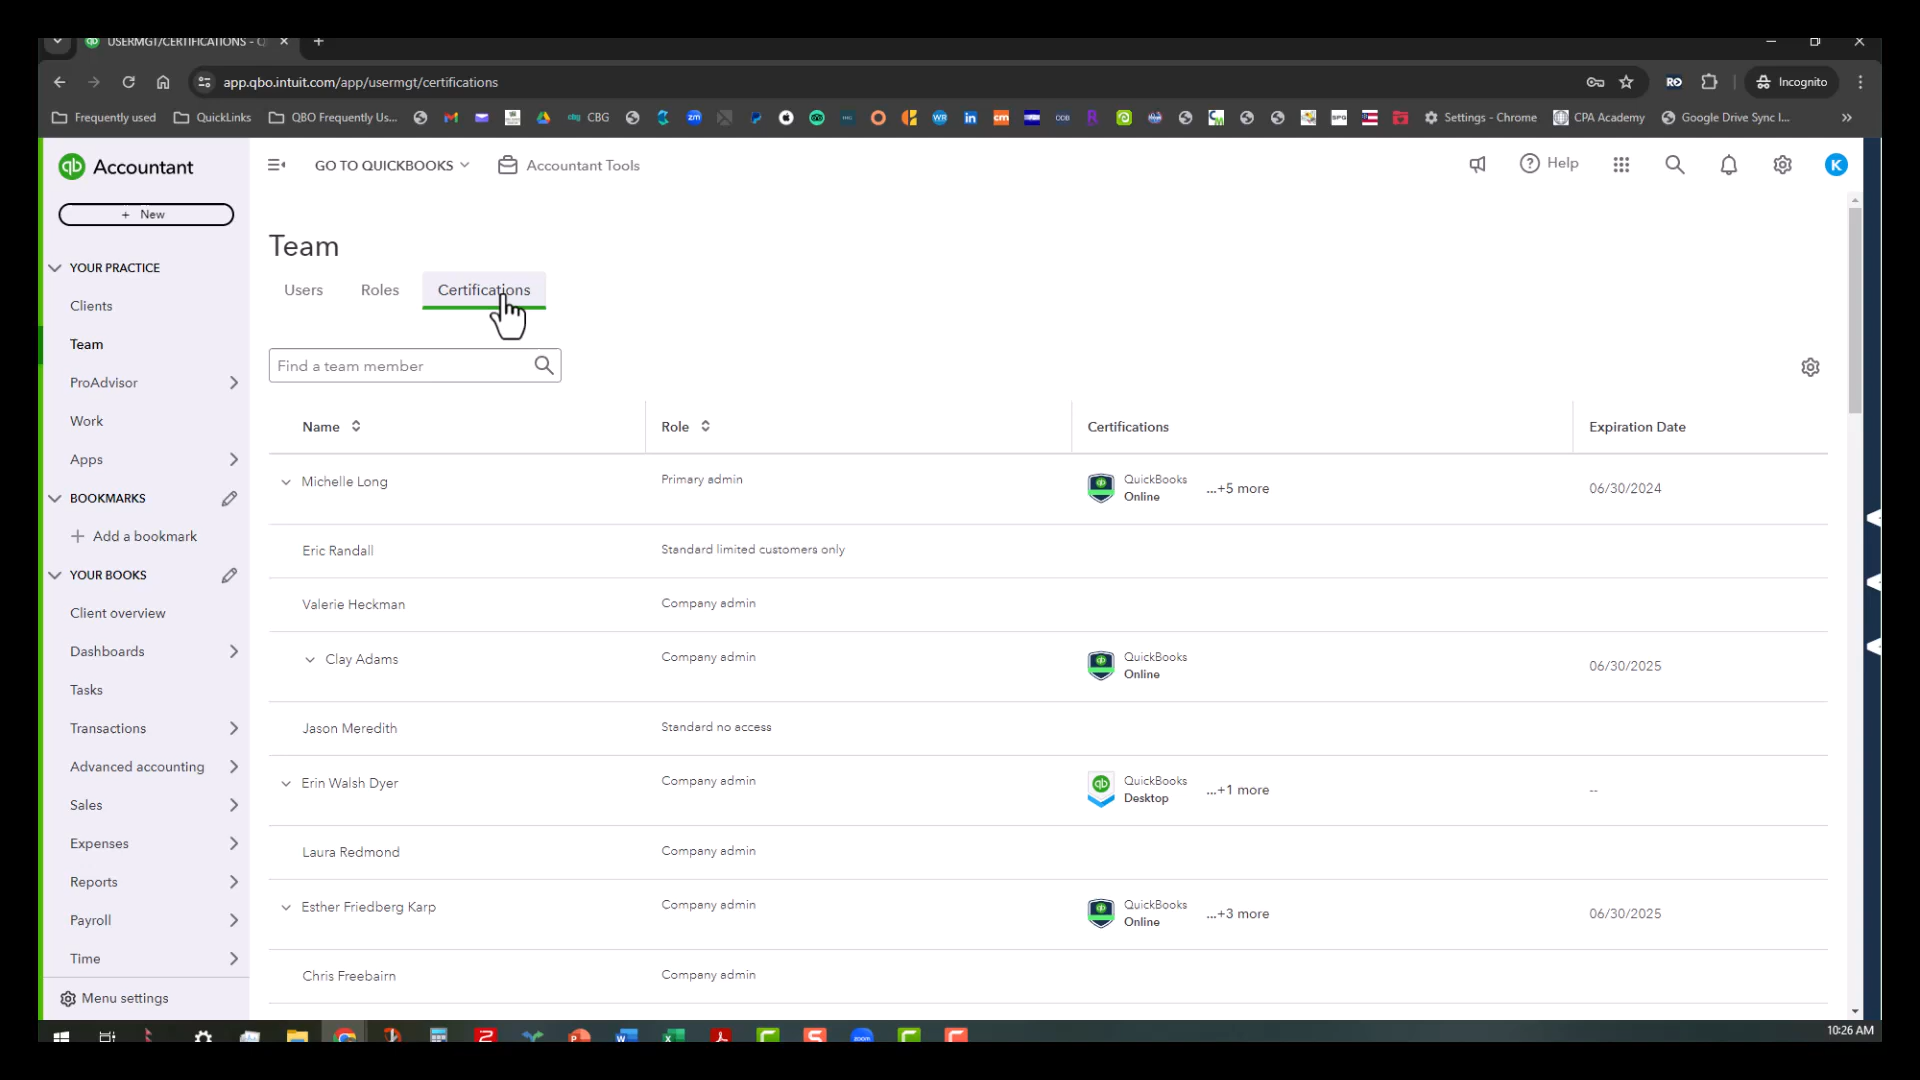 USERMGT/CERTIFICATIONS - Q
app.qbo.intuit.com/app/usermgt/certifications
Incognito
Frequently used
QuickLinks
QBO Frequently Us...
CBG
Settings - Chrome
CPA Academy
Google Drive Sync I...
Accountant
GO TO QUICKBOOKS
Accountant Tools
Help
K
+ New
YOUR PRACTICE
Clients
Team
ProAdvisor
Work
Apps
BOOKMARKS
Add a bookmark
YOUR BOOKS
Client overview
Dashboards
Tasks
Transactions
Advanced accounting
Sales
Expenses
Reports
Payroll
Time
Menu settings
Team
Users Roles Certifications
Find a team member
Name Role Certifications Expiration Date
Michelle Long Primary admin QuickBooks Online ...+5 more 06/30/2024
Eric Randall Standard limited customers only
Valerie Heckman Company admin
Clay Adams Company admin QuickBooks Online 06/30/2025
Jason Meredith Standard no access
Erin Walsh Dyer Company admin QuickBooks Desktop ...+1 more --
Laura Redmond Company admin
Esther Friedberg Karp Company admin QuickBooks Online ...+3 more 06/30/2025
Chris Freebairn Company admin
10:26 AM